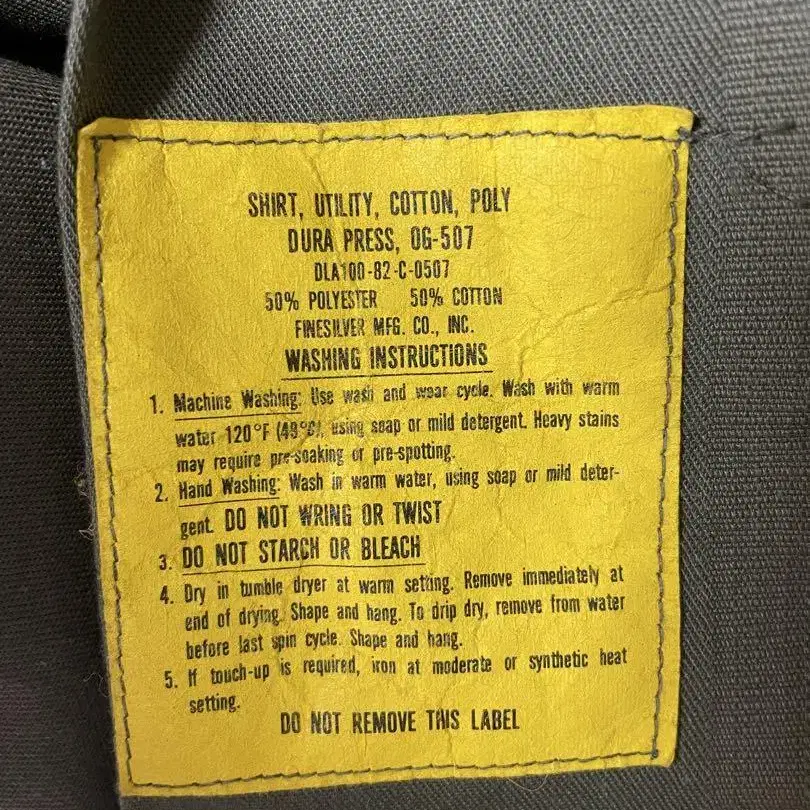 SHIRT, UTILITY, COTTON, POLY
DURA PRESS, OG-507
DLA100-82-C-0507
50% POLYESTER 50% COTTON
FINESILVER MFG. CO., INC.
WASHING INSTRUCTIONS
1. Machine Washing: Use wash and wear cycle. Wash with warm
water 120°F (49°C), using soap or mild detergent. Heavy stains
may require pre-soaking or pre-spotting.
2. Hand Washing: Wash in warm water, using soap or mild deter-
gent. DO NOT WRING OR TWIST
3. DO NOT STARCH OR BLEACH
4. Dry in tumble dryer at warm setting. Remove immediately at
end of drying. Shape and hang. To drip dry, remove from water
before last spin cycle. Shape and hang.
5. If touch-up is required, iron at moderate or synthetic heat
setting.
DO NOT REMOVE THIS LABEL